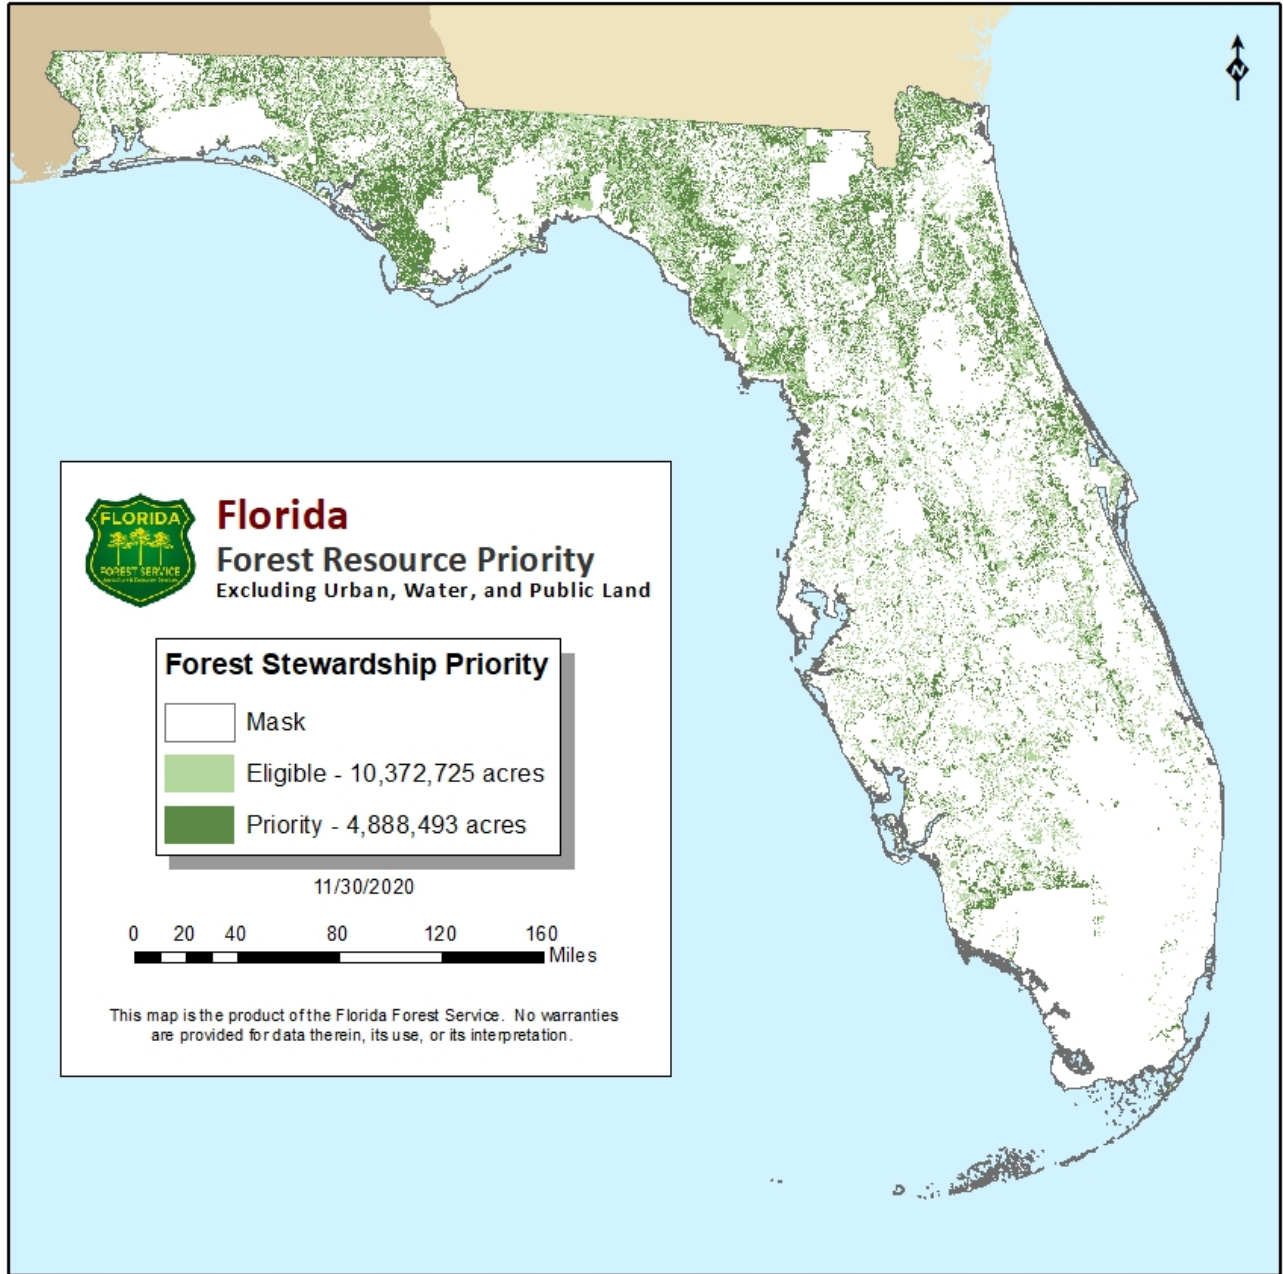 N
FLORIDA
FOREST SERVICE
Florida
Forest Resource Priority
Excluding Urban, Water, and Public Land
Forest Stewardship Priority
Mask
Eligible - 10,372,725 acres
Priority - 4,888,493 acres
11/30/2020
0 20 40 80 120 160
Miles
This map is the product of the Florida Forest Service. No warranties
are provided for data therein, its use, or its interpretation.